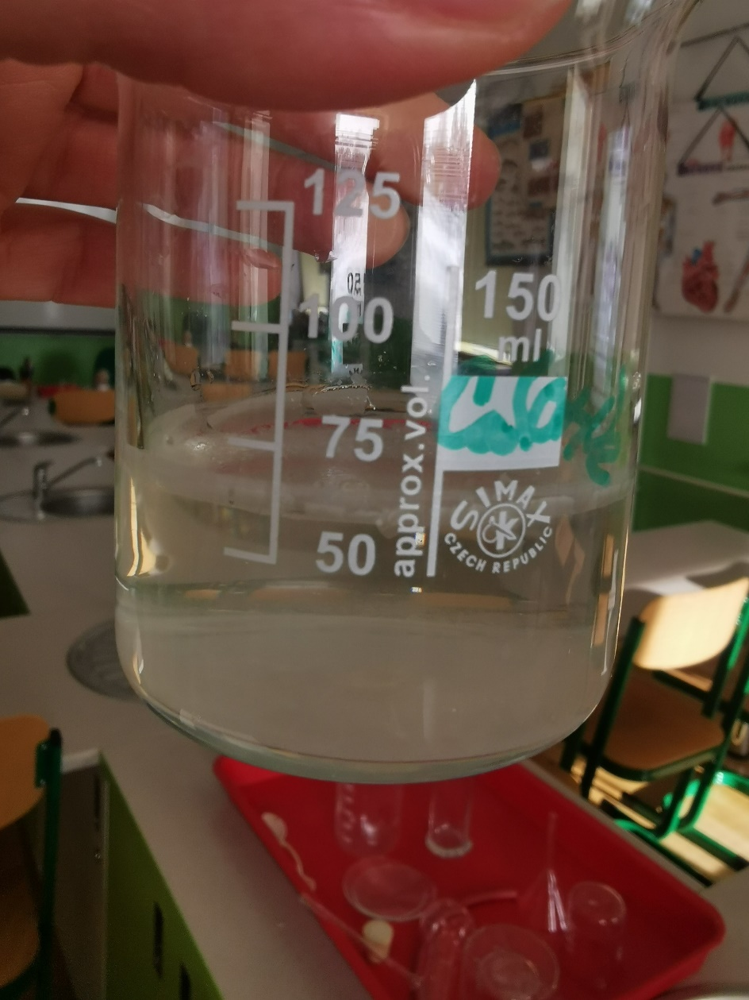 125
150
ml
100
75
50
approx.vol.
SIMAX
CZECH REPUBLIC